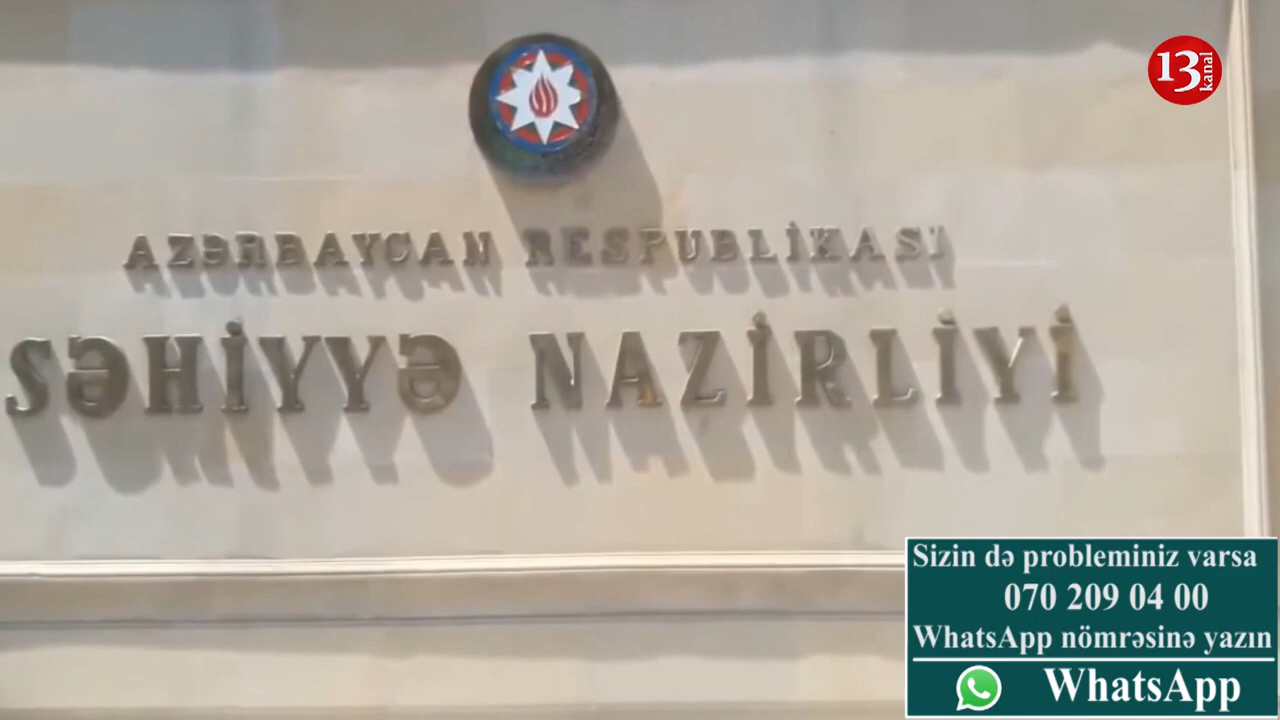 13 kanal
AZƏRBAYCAN RESPUBLİKASI
SƏHİYYƏ NAZİRLİYİ
Sizin də probleminiz varsa
070 209 04 00
WhatsApp nömrəsinə yazın
WhatsApp